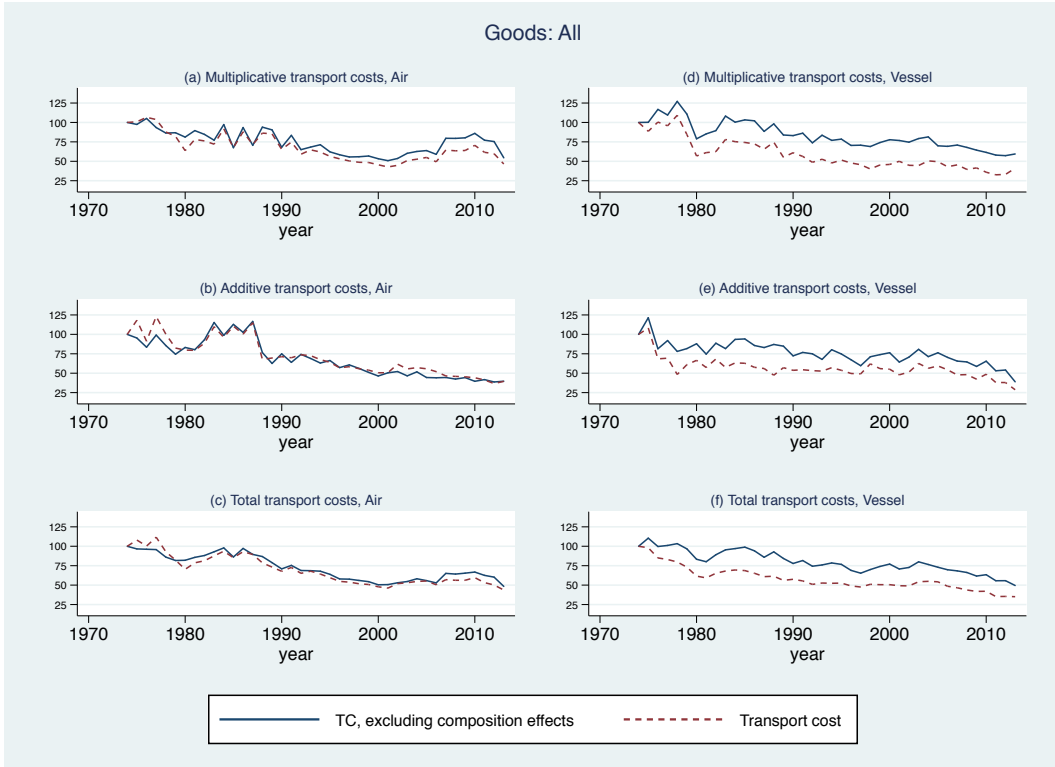 Goods: All
(a) Multiplicative transport costs, Air
125
100
75
50
25
1970 1980 1990 2000 2010
year
(d) Multiplicative transport costs, Vessel
125
100
75
50
25
1970 1980 1990 2000 2010
year
(b) Additive transport costs, Air
125
100
75
50
25
1970 1980 1990 2000 2010
year
(e) Additive transport costs, Vessel
125
100
75
50
25
1970 1980 1990 2000 2010
year
(c) Total transport costs, Air
125
100
75
50
25
1970 1980 1990 2000 2010
year
(f) Total transport costs, Vessel
125
100
75
50
25
1970 1980 1990 2000 2010
year
TC, excluding composition effects Transport cost